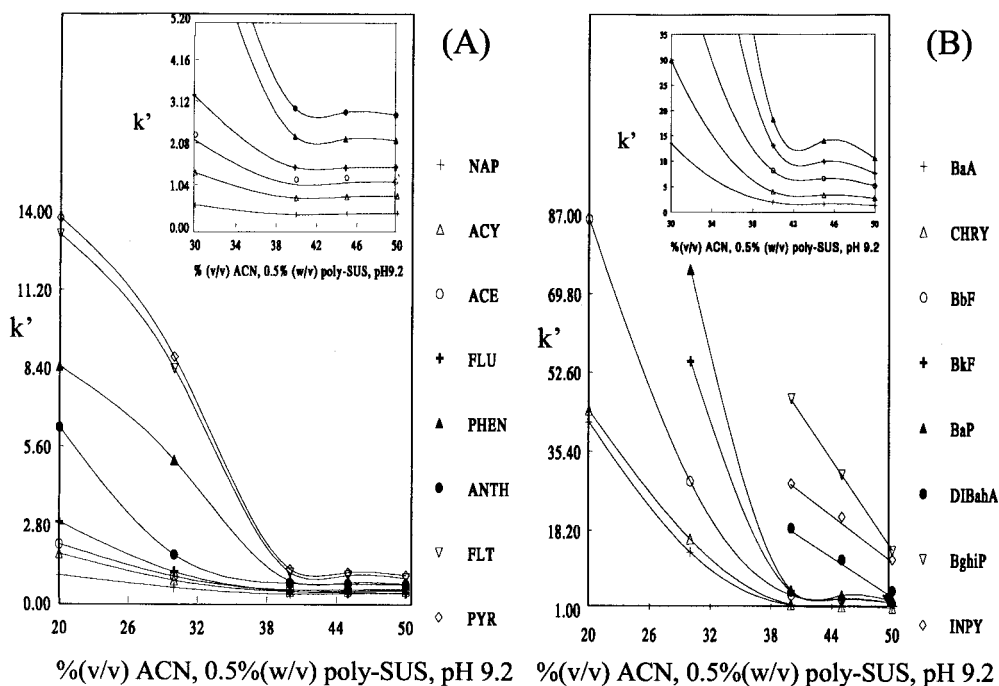 (A)
5.20
4.16
3.12
2.08
1.04
0.00
k’
30 34 38 42 46 50
% (v/v) ACN, 0.5% (w/v) poly-SUS, pH9.2
14.00
11.20
8.40
5.60
2.80
0.00
k’
20 26 32 38 44 50
%(v/v) ACN, 0.5%(w/v) poly-SUS, pH 9.2
NAP
ACY
ACE
FLU
PHEN
ANTH
FLT
PYR
(B)
35
30
25
20
15
10
5
0
k’
30 34 38 42 46 50
%(v/v) ACN, 0.5% (w/v) poly-SUS, pH 9.2
87.00
69.80
52.60
35.40
18.20
1.00
k’
20 26 32 38 44 50
%(v/v) ACN, 0.5%(w/v) poly-SUS, pH 9.2
BaA
CHRY
BbF
BkF
BaP
DIBahA
BghiP
INPY